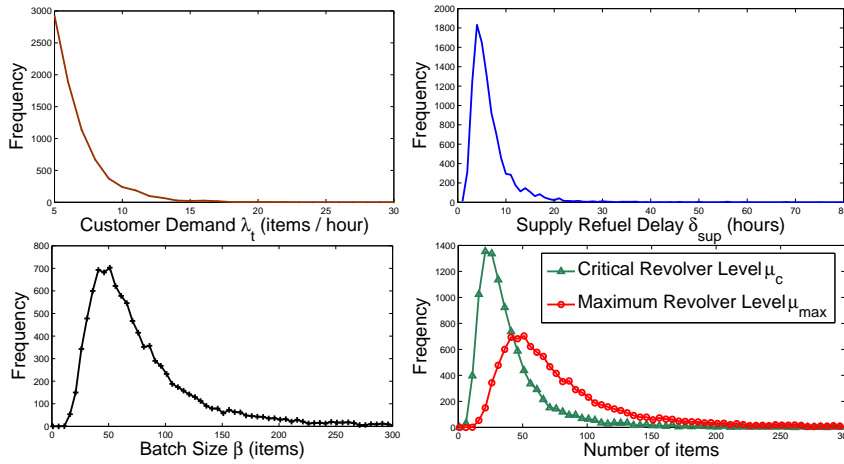 3000
2500
2000
1500
1000
500
0
Frequency
5 10 15 20 25 30
Customer Demand λt (items / hour)
2000
1800
1600
1400
1200
1000
800
600
400
200
0
Frequency
0 10 20 30 40 50 60 70 80
Supply Refuel Delay δsup (hours)
800
700
600
500
400
300
200
100
0
Frequency
0 50 100 150 200 250 300
Batch Size β (items)
1400
1200
1000
800
600
400
200
0
Freqency
0 50 100 150 200 250 300
Number of items
Critical Revolver Level μc
Maximum Revolver Level μmax